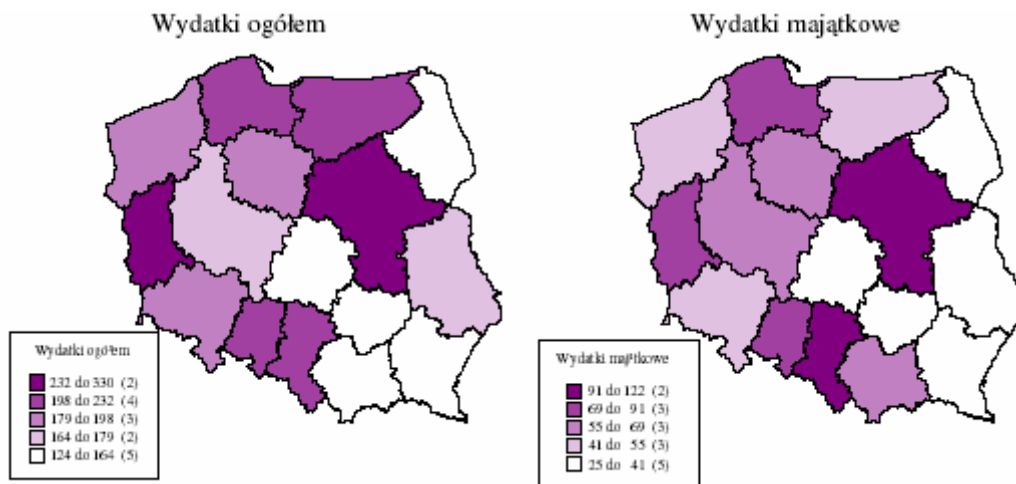 Wydatki ogółem
Wydatki majątkowe
Wydatki ogółem
232 do 330 (2)
198 do 232 (4)
179 do 198 (3)
164 do 179 (2)
124 do 164 (5)
Wydatki majątkowe
91 do 122 (2)
69 do 91 (3)
55 do 69 (3)
41 do 55 (3)
25 do 41 (5)